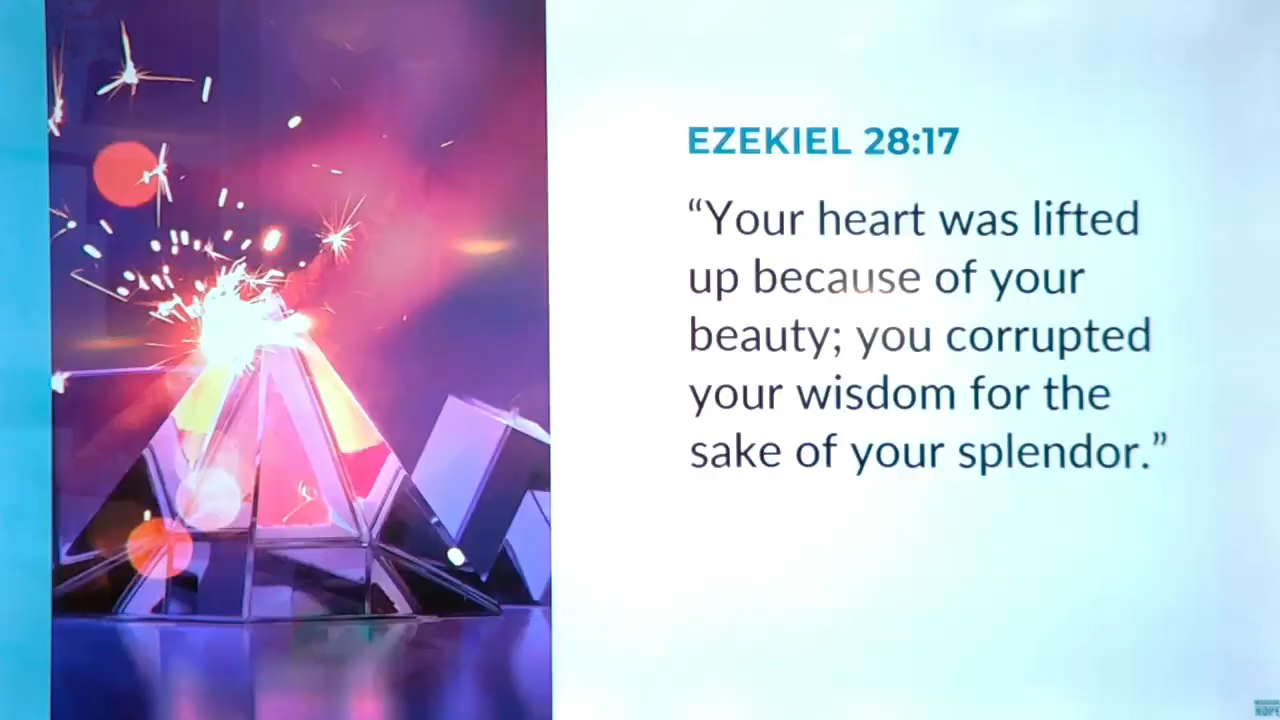 EZEKIEL 28:17
“Your heart was lifted
up because of your
beauty; you corrupted
your wisdom for the
sake of your splendor.”